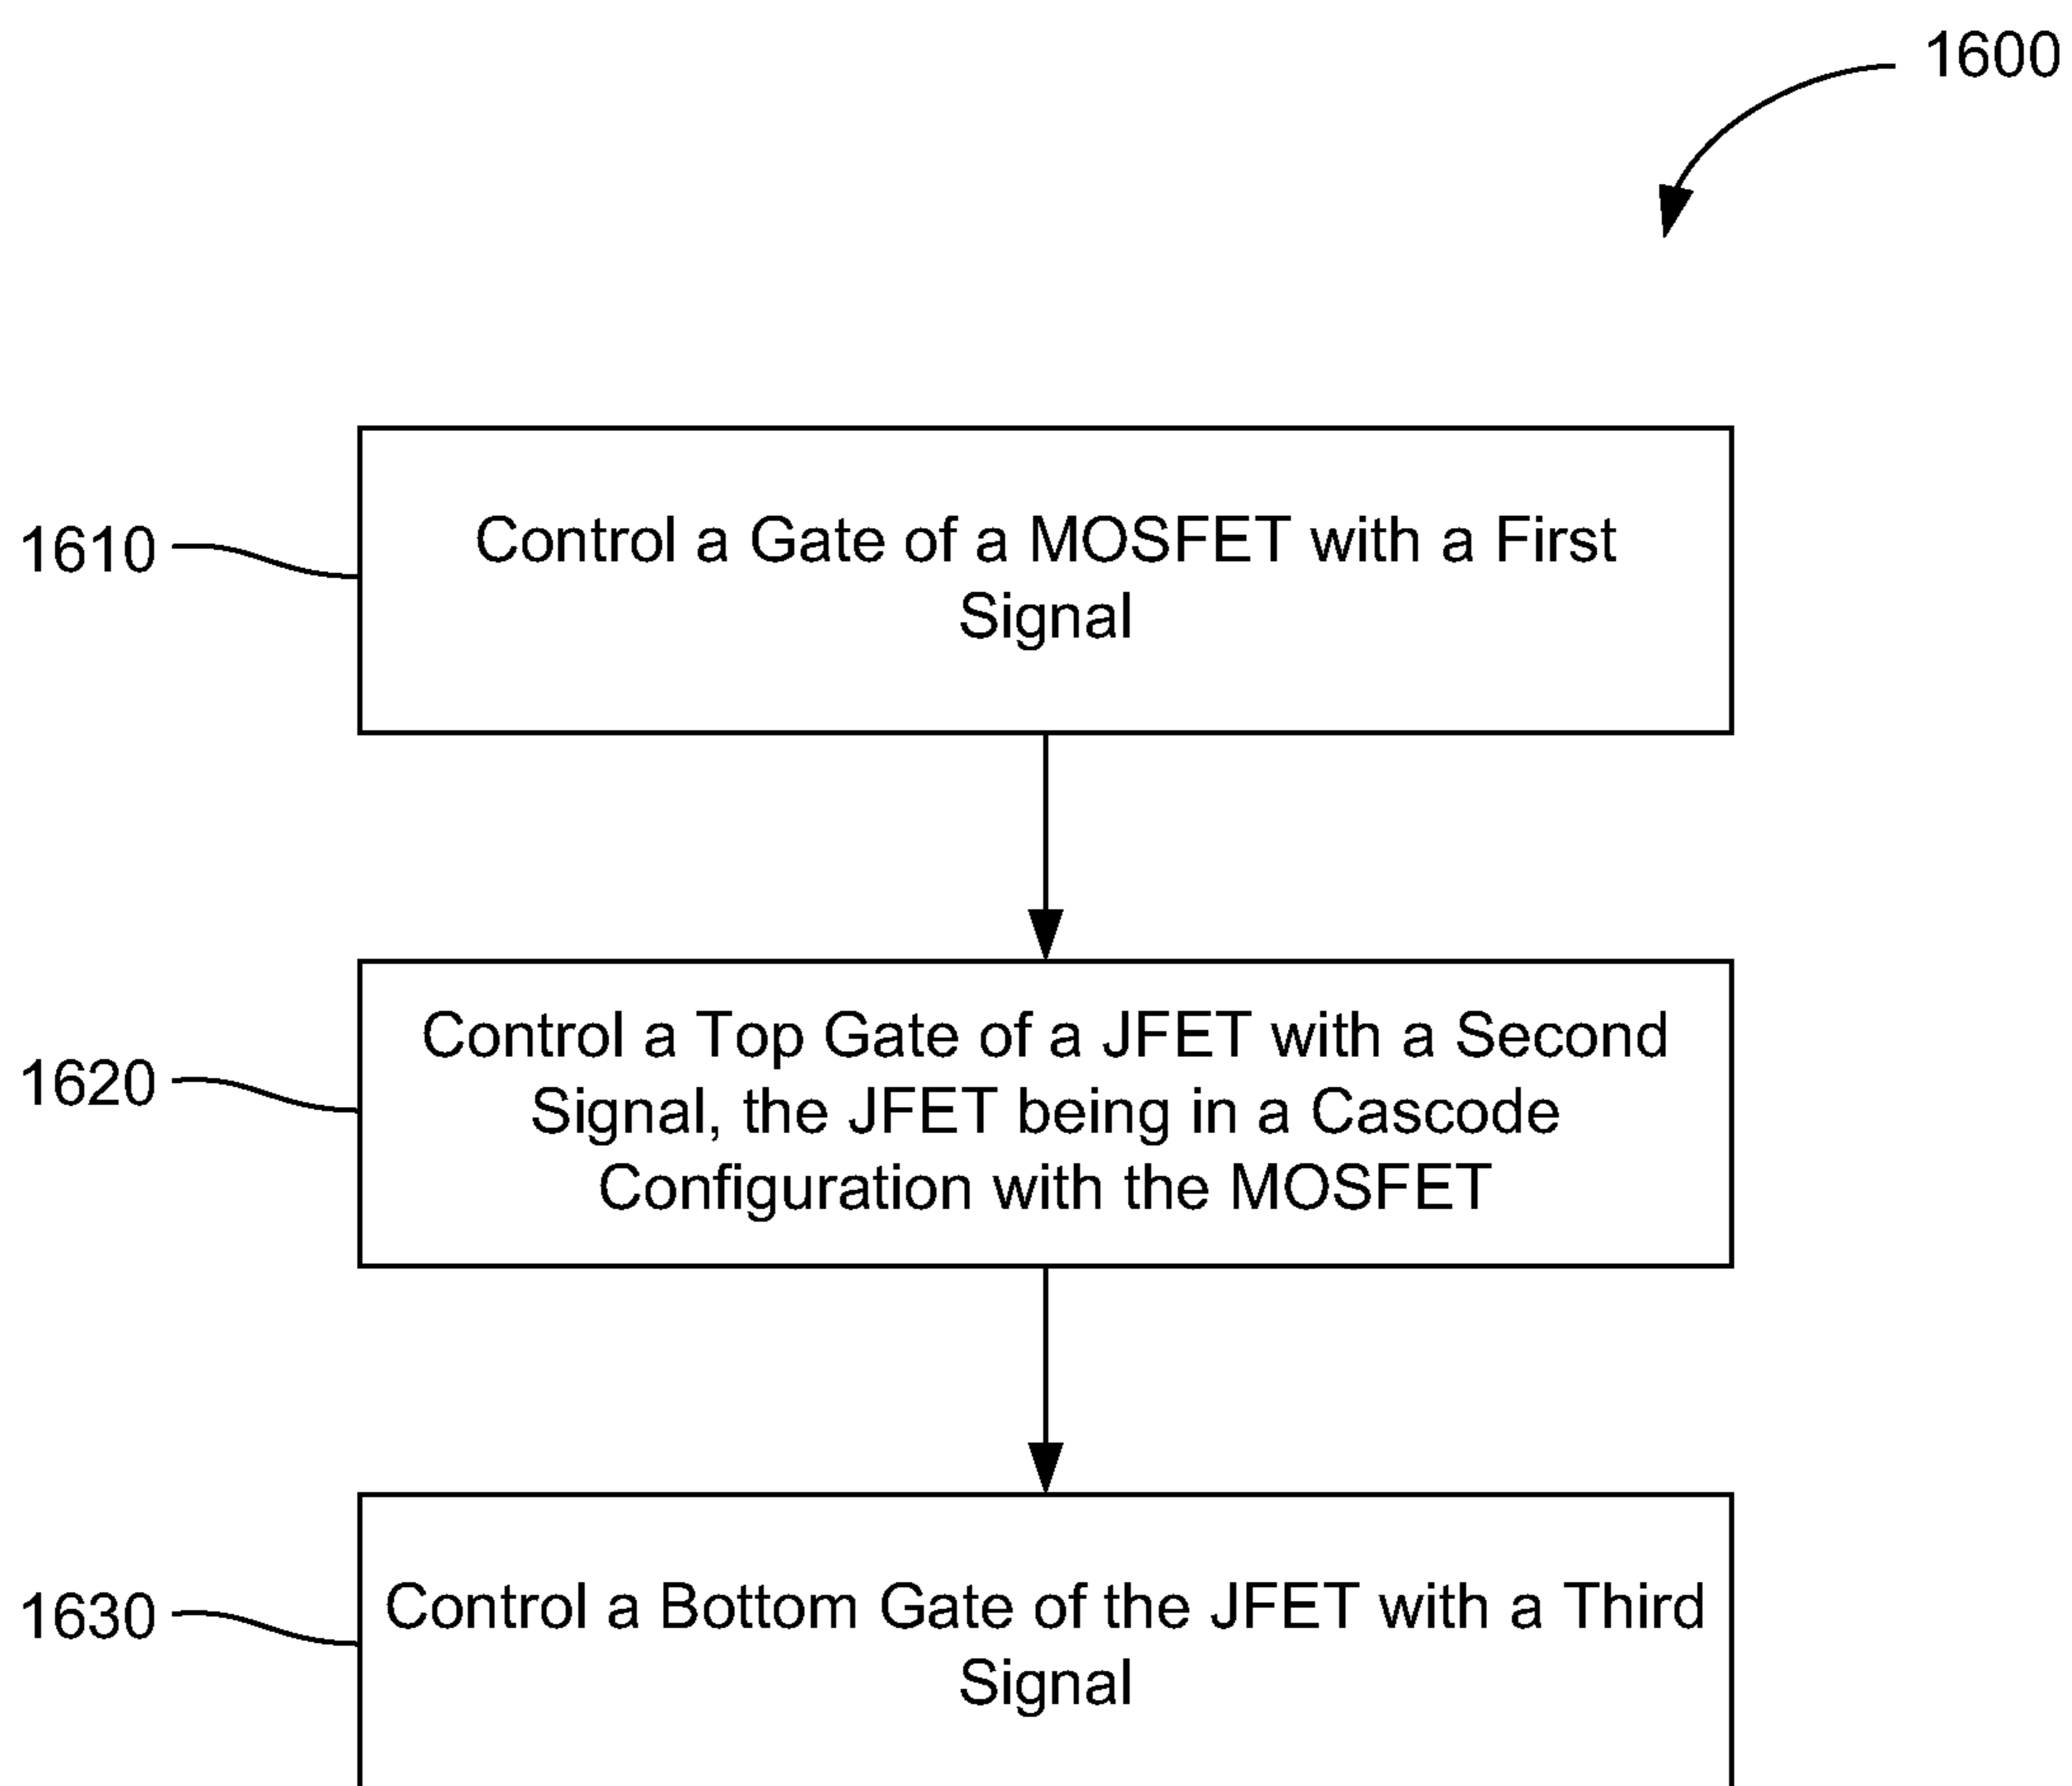 1600
1610
Control a Gate of a MOSFET with a First
Signal
1620
Control a Top Gate of a JFET with a Second
Signal, the JFET being in a Cascode
Configuration with the MOSFET
1630
Control a Bottom Gate of the JFET with a Third
Signal